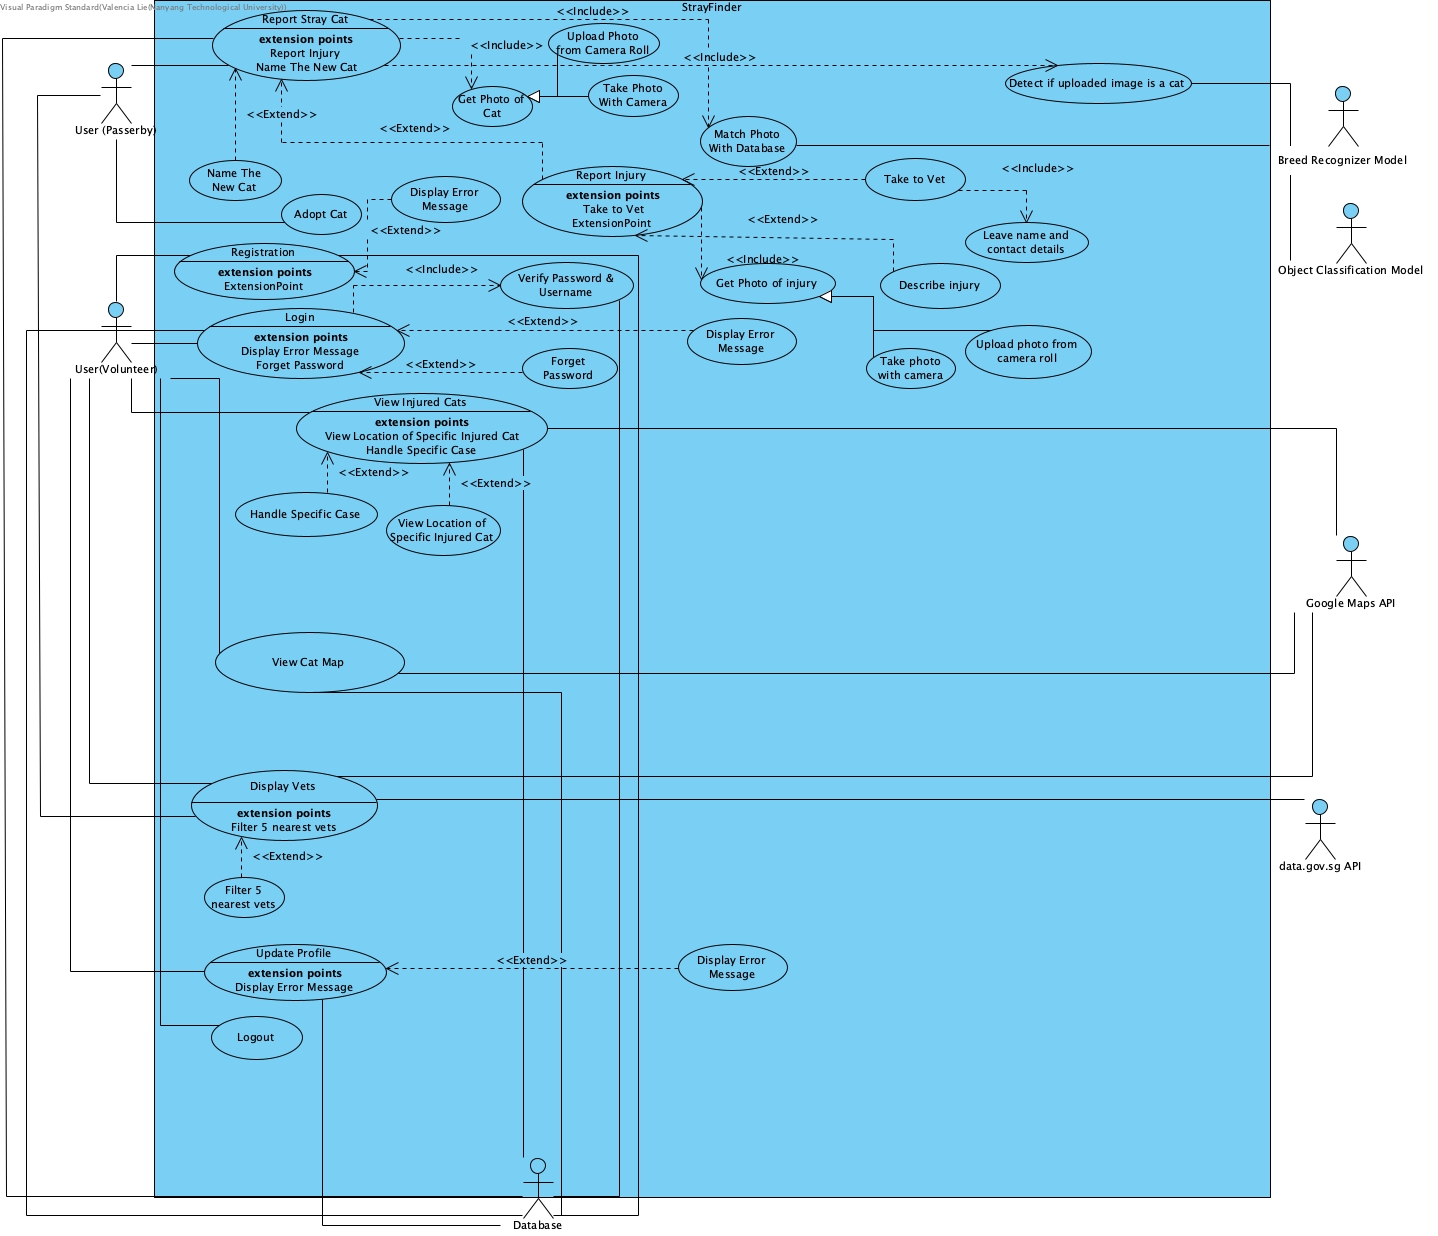 Visual Paradigm Standard(Valencia Lie(Nanyang Technological University))
StrayFinder
Report Stray Cat
extension points
Report Injury
Name The New Cat
<<Include>>
<<Include>>
<<Include>>
Upload Photo
from Camera Roll
Detect if uploaded image is a cat
Get Photo of
Cat
Take Photo
With Camera
User (Passerby)
<<Extend>>
<<Extend>>
Match Photo
With Database
Breed Recognizer Model
Name The
New Cat
Report Injury
extension points
Take to Vet
ExtensionPoint
<<Extend>>
Take to Vet
<<Include>>
Adopt Cat
Display Error
Message
<<Extend>>
<<Extend>>
Leave name and
contact details
Object Classification Model
Registration
extension points
ExtensionPoint
<<Include>>
Verify Password &
Username
<<Include>>
Get Photo of injury
Describe injury
Login
extension points
Display Error Message
Forget Password
<<Extend>>
Display Error
Message
<<Extend>>
Forget
Password
Take photo
with camera
Upload photo from
camera roll
User(Volunteer)
View Injured Cats
extension points
View Location of Specific Injured Cat
Handle Specific Case
<<Extend>>
<<Extend>>
Handle Specific Case
View Location of
Specific Injured Cat
Google Maps API
View Cat Map
Display Vets
extension points
Filter 5 nearest vets
<<Extend>>
Filter 5
nearest vets
data.gov.sg API
Update Profile
extension points
Display Error Message
<<Extend>>
Display Error
Message
Logout
Database